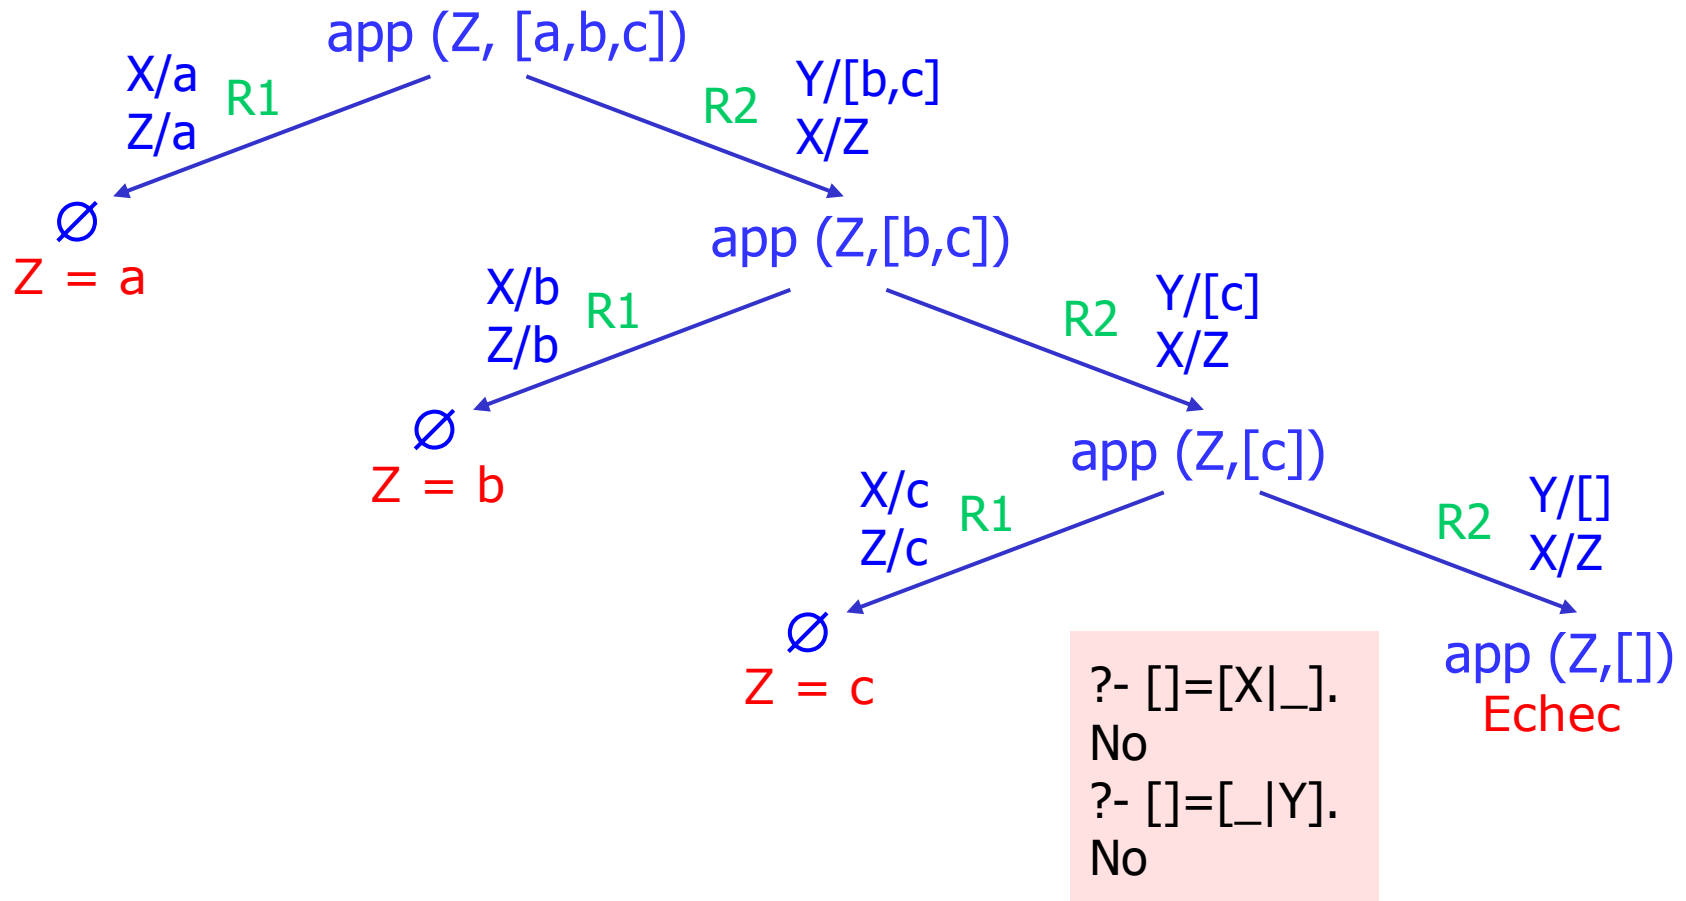 app (Z, [a,b,c])
X/a
Z/a
R1
R2
Y/[b,c]
X/Z
∅
Z = a
app (Z,[b,c])
X/b
Z/b
R1
R2
Y/[c]
X/Z
∅
Z = b
app (Z,[c])
X/c
Z/c
R1
R2
Y/[]
X/Z
∅
Z = c
app (Z,[])
Echec
?- []=[X|_].
No
?- []=[_|Y].
No